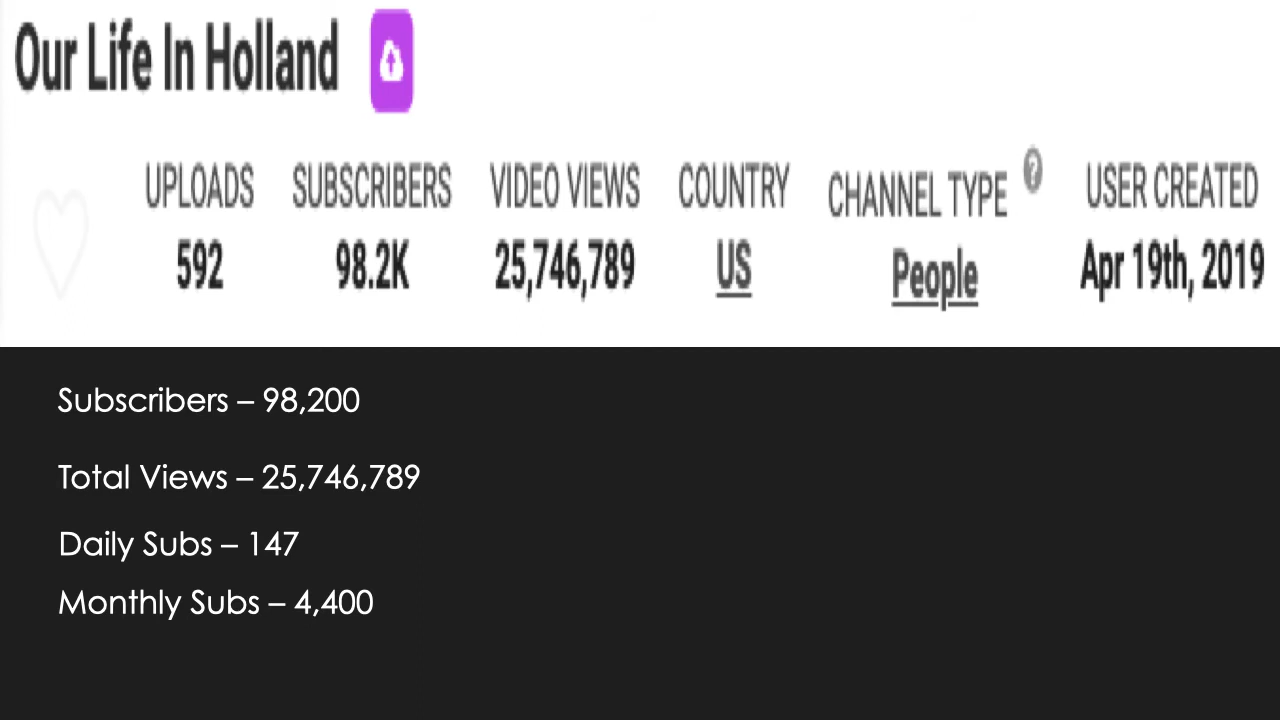 Our Life In Holland
UPLOADS SUBSCRIBERS VIDEO VIEWS COUNTRY CHANNEL TYPE ? USER CREATED
592 98.2K 25,746,789 US People Apr 19th, 2019
Subscribers – 98,200
Total Views – 25,746,789
Daily Subs – 147
Monthly Subs – 4,400